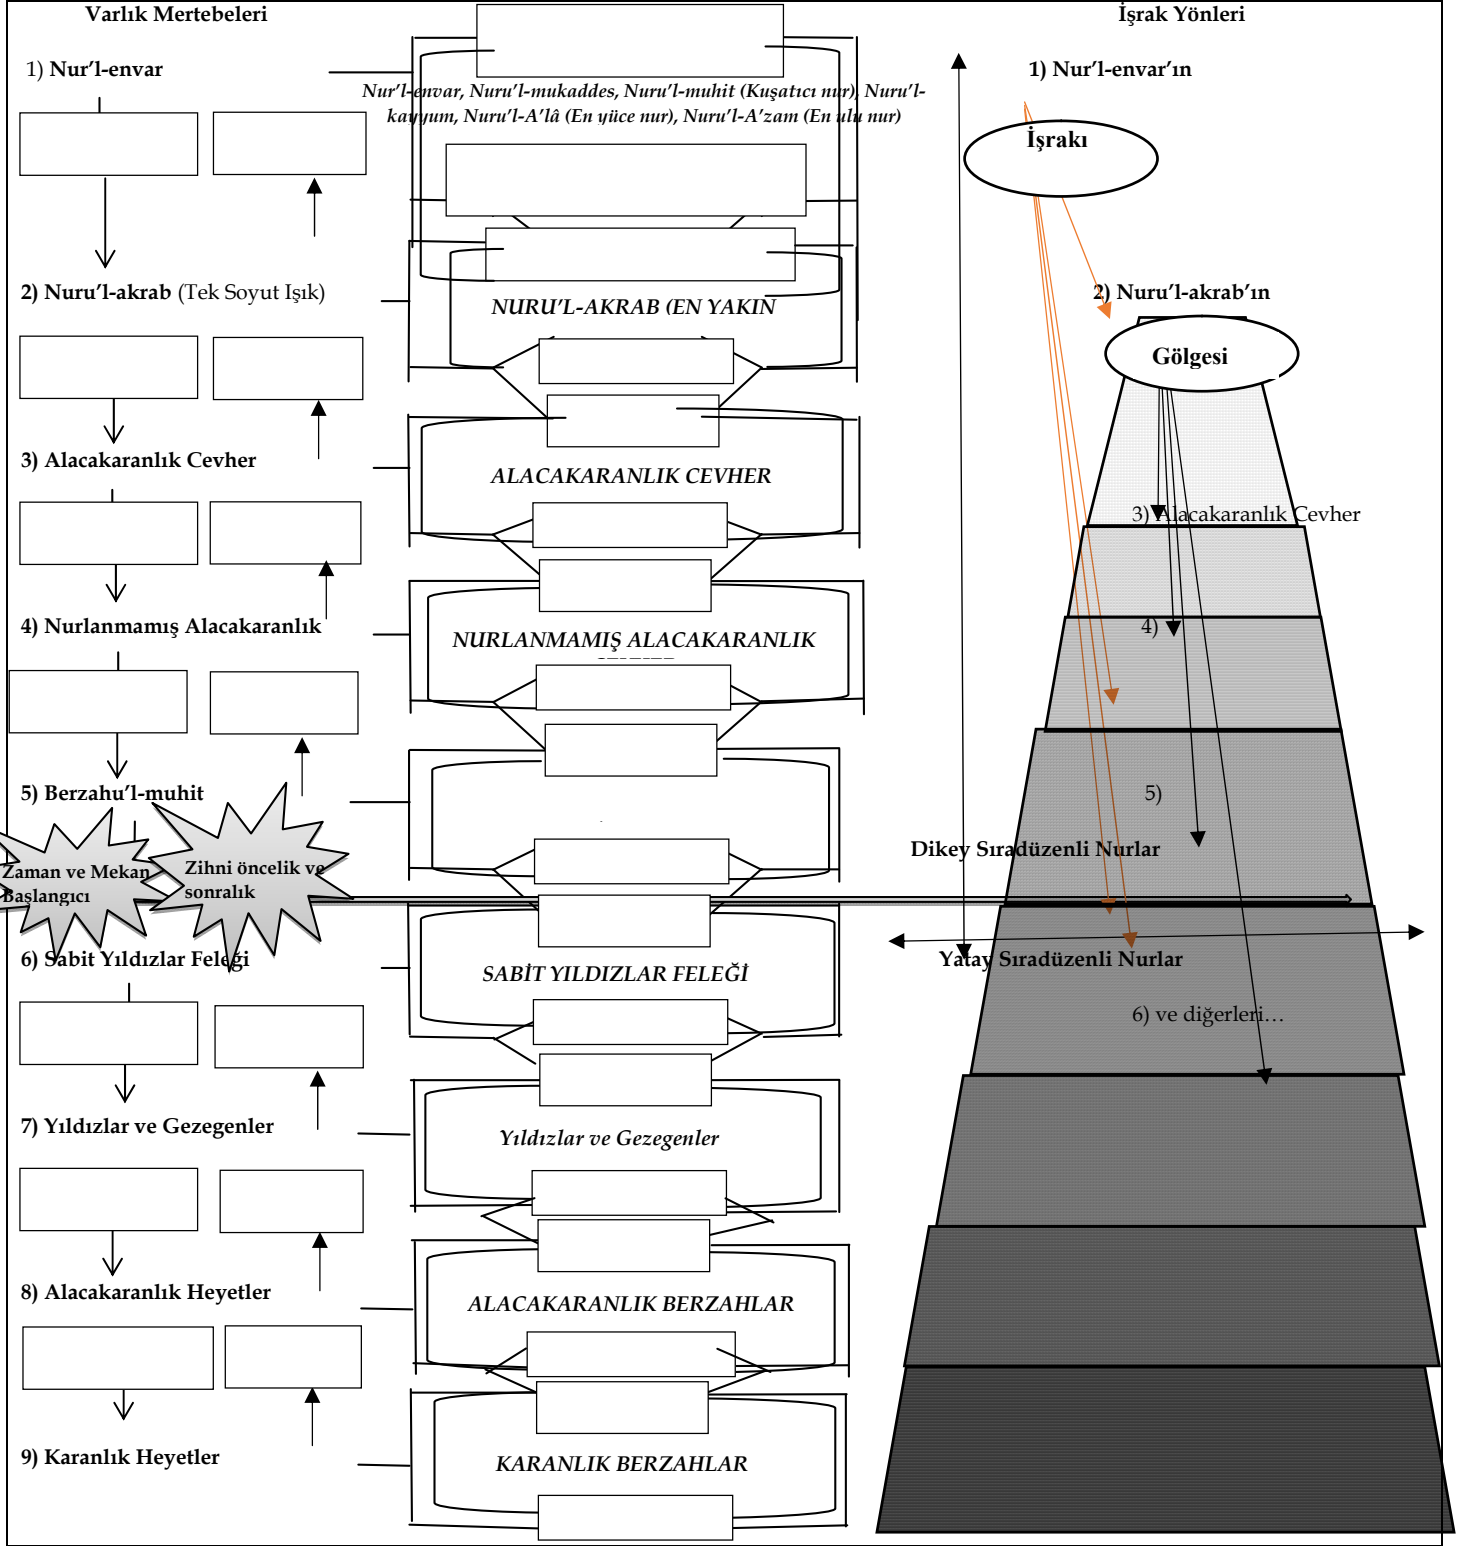 Varlık Mertebeleri
İşrak Yönleri
1) Nur’l-envar
1) Nur’l-envar’ın
Nur’l-envar, Nuru’l-mukaddes, Nuru’l-muhit (Kuşatıcı nur), Nuru’l-
kayyum, Nuru’l-A’lâ (En yüce nur), Nuru’l-A’zam (En ulu nur)
İşrakı
2) Nuru’l-akrab (Tek Soyut Işık)
NURU’L-AKRAB (EN YAKIN
2) Nuru’l-akrab’ın
Gölgesi
3) Alacakaranlık Cevher
ALACAKARANLIK CEVHER
3) Alacakaranlık Cevher
4) Nurlanmamış Alacakaranlık
NURLANMAMIŞ ALACAKARANLIK
4)
5) Berzahu’l-muhit
5)
Dikey Sıradüzenli Nurlar
Zaman ve Mekan
Başlangıcı
Zihni öncelik ve
sonralık
6) Sabit Yıldızlar Feleği
SABİT YILDIZLAR FELEĞİ
Yatay Sıradüzenli Nurlar
6) ve diğerleri…
7) Yıldızlar ve Gezegenler
Yıldızlar ve Gezegenler
8) Alacakaranlık Heyetler
ALACAKARANLIK BERZAHLAR
9) Karanlık Heyetler
KARANLIK BERZAHLAR